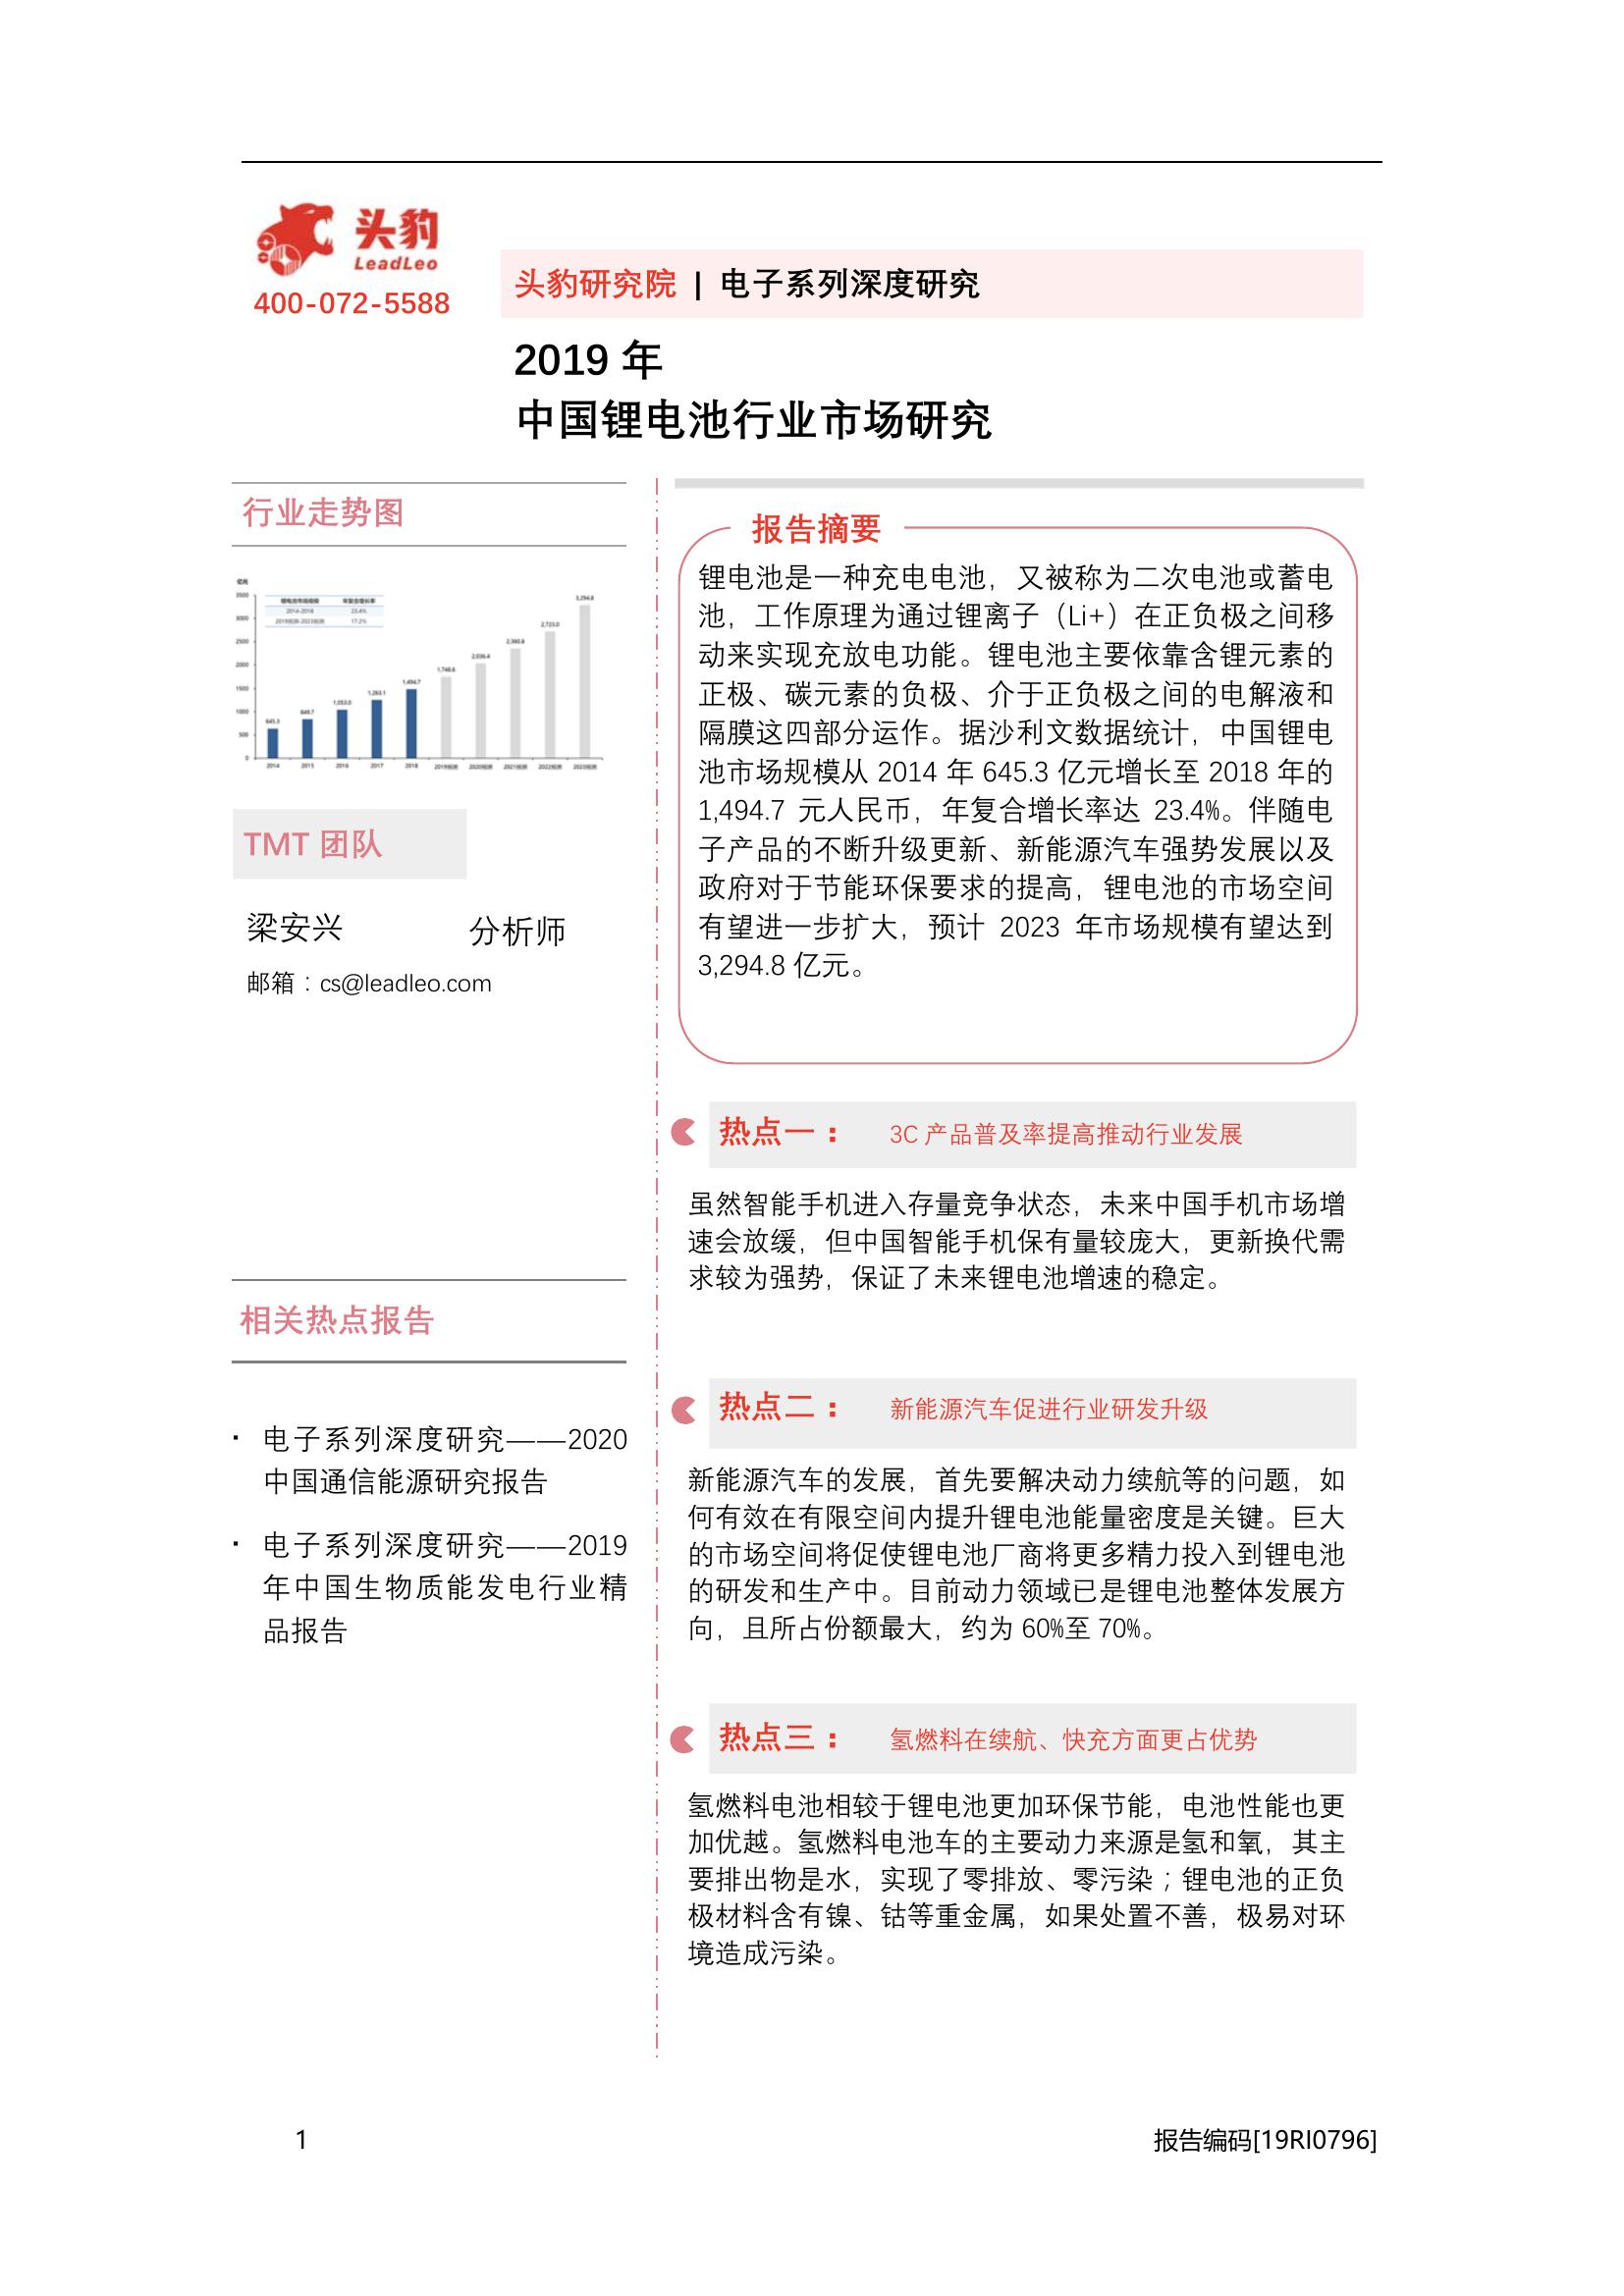 头豹
LeadLeo
400-072-5588
头豹研究院 | 电子系列深度研究
2019 年
中国锂电池行业市场研究
行业走势图
亿元
3500
3000
2500
2000
1500
1000
500
0
锂电池市场规模 年复合增长率
2014-2018 23.4%
2019预测-2023预测 17.2%
645.3
849.7
1,053.0
1,263.1
1,494.7
1,748.6
2,036.4
2,360.8
2,723.0
3,294.8
2014 2015 2016 2017 2018 2019预测 2020预测 2021预测 2022预测 2023预测
TMT 团队
梁安兴 分析师
邮箱：cs@leadleo.com
相关热点报告
· 电子系列深度研究——2020
中国通信能源研究报告
· 电子系列深度研究——2019
年中国生物质能发电行业精
品报告
报告摘要
锂电池是一种充电电池，又被称为二次电池或蓄电
池，工作原理为通过锂离子（Li+）在正负极之间移
动来实现充放电功能。锂电池主要依靠含锂元素的
正极、碳元素的负极、介于正负极之间的电解液和
隔膜这四部分运作。据沙利文数据统计，中国锂电
池市场规模从 2014 年 645.3 亿元增长至 2018 年的
1,494.7 元人民币，年复合增长率达 23.4%。伴随电
子产品的不断升级更新、新能源汽车强势发展以及
政府对于节能环保要求的提高，锂电池的市场空间
有望进一步扩大，预计 2023 年市场规模有望达到
3,294.8 亿元。
热点一： 3C 产品普及率提高推动行业发展
虽然智能手机进入存量竞争状态，未来中国手机市场增
速会放缓，但中国智能手机保有量较庞大，更新换代需
求较为强势，保证了未来锂电池增速的稳定。
热点二： 新能源汽车促进行业研发升级
新能源汽车的发展，首先要解决动力续航等的问题，如
何有效在有限空间内提升锂电池能量密度是关键。巨大
的市场空间将促使锂电池厂商将更多精力投入到锂电池
的研发和生产中。目前动力领域已是锂电池整体发展方
向，且所占份额最大，约为 60%至 70%。
热点三： 氢燃料在续航、快充方面更占优势
氢燃料电池相较于锂电池更加环保节能，电池性能也更
加优越。氢燃料电池车的主要动力来源是氢和氧，其主
要排出物是水，实现了零排放、零污染；锂电池的正负
极材料含有镍、钴等重金属，如果处置不善，极易对环
境造成污染。
1
报告编码[19RI0796]